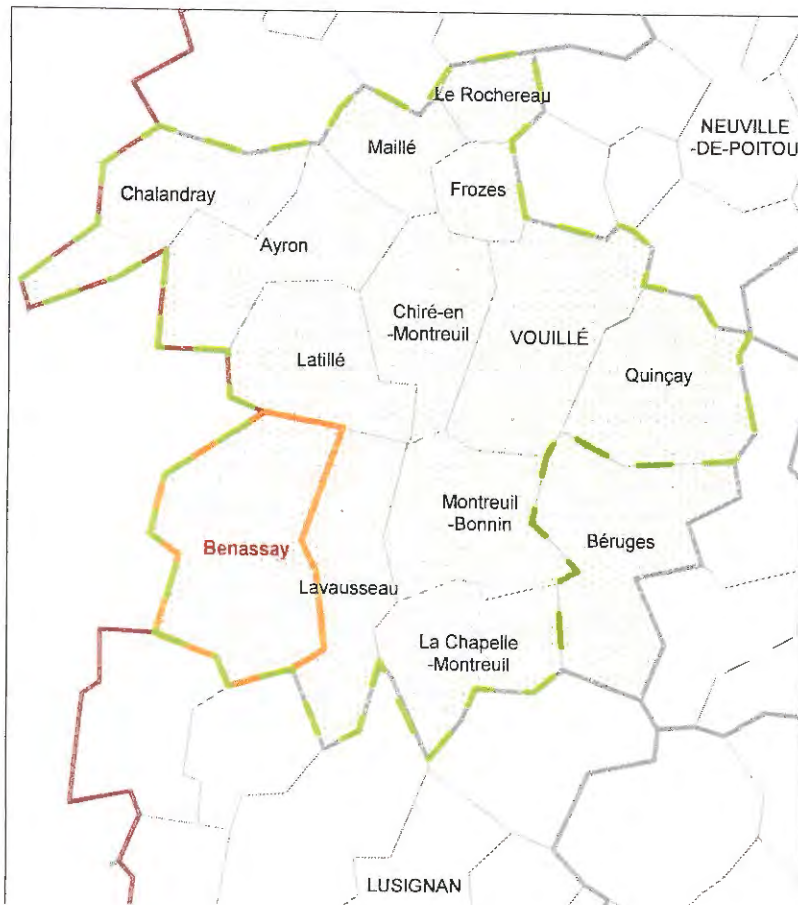 Le Rochereau
NEUVILLE
-DE-POITOU
Maillé
Frozes
Chalandray
Ayron
Chiré-en
-Montreuil
VOUILLÉ
Latillé
Quinçay
Montreuil
-Bonnin
Benassay
Béruges
Lavausseau
La Chapelle
-Montreuil
LUSIGNAN